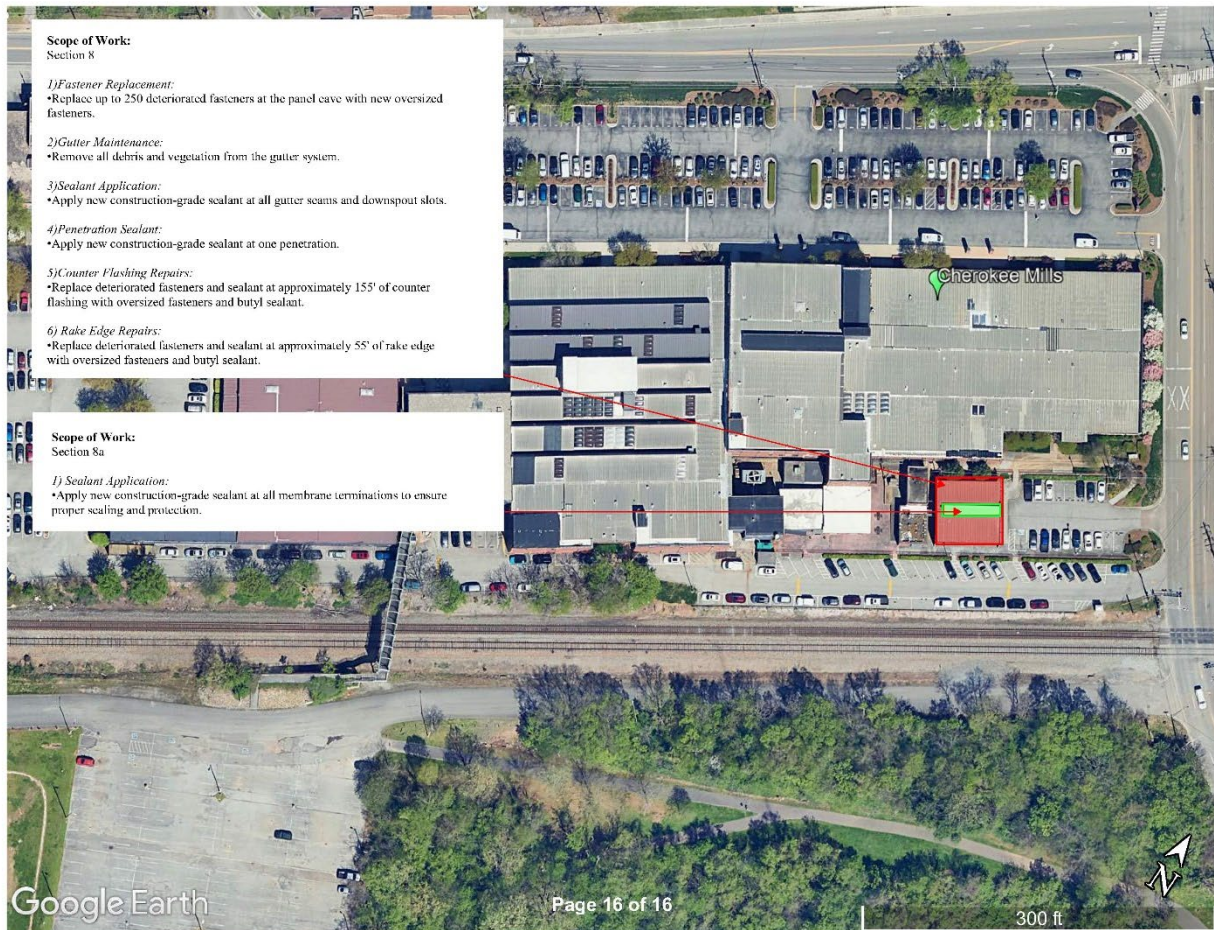 Scope of Work:
Section 8
1)Fastener Replacement:
•Replace up to 250 deteriorated fasteners at the panel eave with new oversized
fasteners.
2)Gutter Maintenance:
•Remove all debris and vegetation from the gutter system.
3)Sealant Application:
•Apply new construction-grade sealant at all gutter seams and downspout slots.
4)Penetration Sealant:
•Apply new construction-grade sealant at one penetration.
5)Counter Flashing Repairs:
•Replace deteriorated fasteners and sealant at approximately 155' of counter
flashing with oversized fasteners and butyl sealant.
6) Rake Edge Repairs:
•Replace deteriorated fasteners and sealant at approximately 55' of rake edge
with oversized fasteners and butyl sealant.
Scope of Work:
Section 8a
1) Sealant Application:
•Apply new construction-grade sealant at all membrane terminations to ensure
proper sealing and protection.
Cherokee Mills
Google Earth
Page 16 of 16
300 ft
N